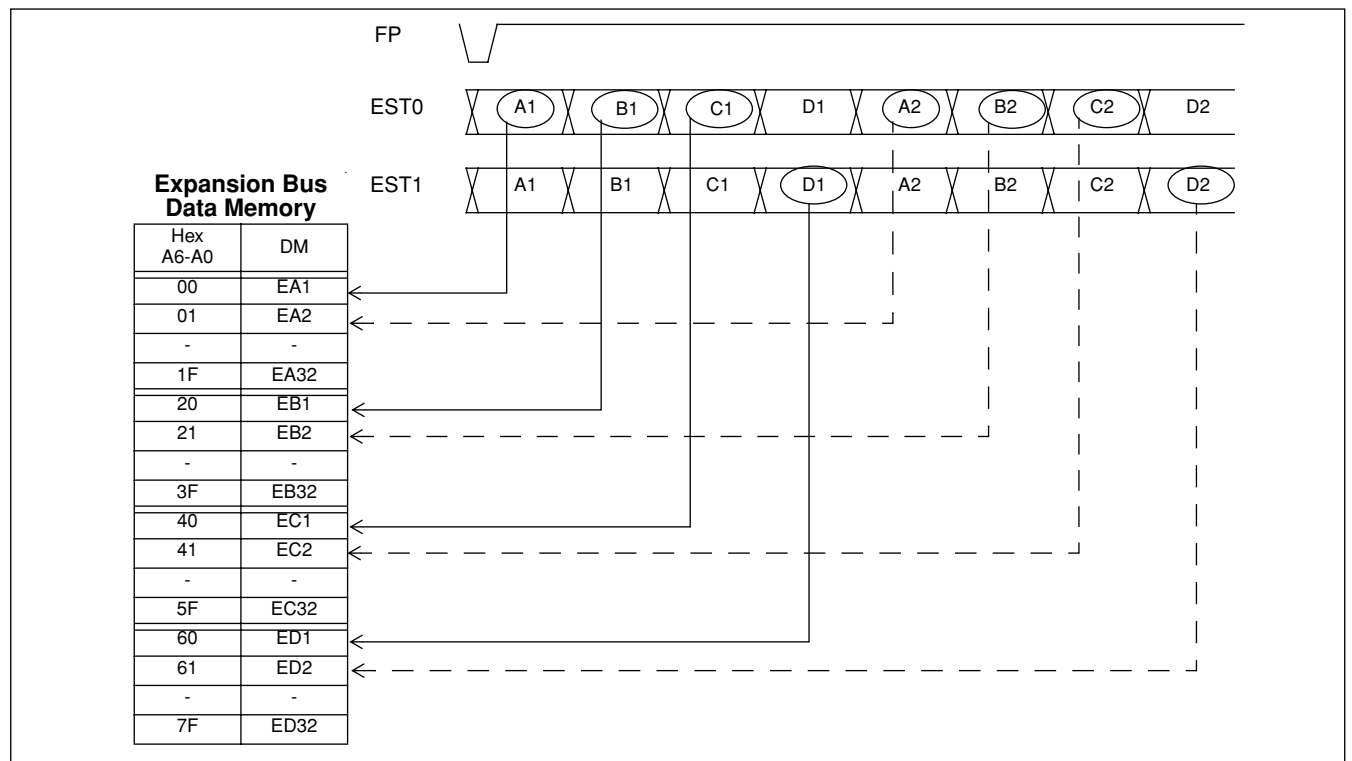 FP
EST0 A1 B1 C1 D1 A2 B2 C2 D2
EST1 A1 B1 C1 D1 A2 B2 C2 D2
Expansion Bus
Data Memory
Hex
A6-A0 DM
00 EA1
01 EA2
- -
1F EA32
20 EB1
21 EB2
- -
3F EB32
40 EC1
41 EC2
- -
5F EC32
60 ED1
61 ED2
- -
7F ED32